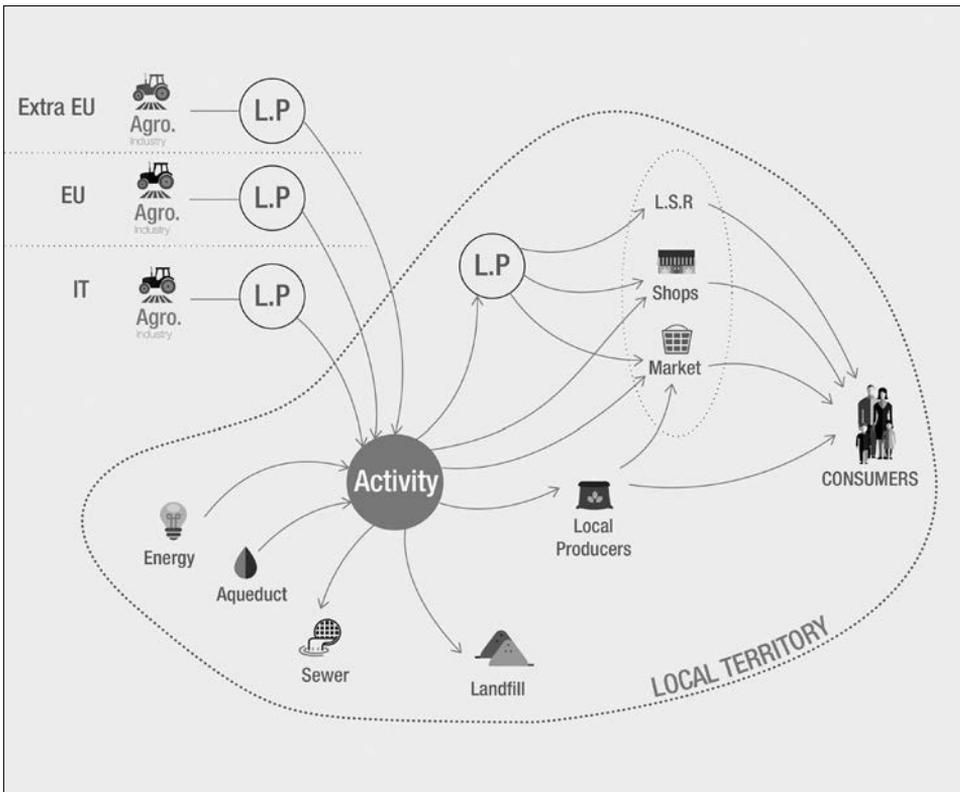 Extra EU
Agro.
Industry
L.P
EU
Agro.
Industry
L.P
IT
Agro.
Industry
L.P
L.P
L.S.R
Shops
Market
Activity
CONSUMERS
Energy
Aqueduct
Local
Producers
Sewer
Landfill
LOCAL TERRITORY